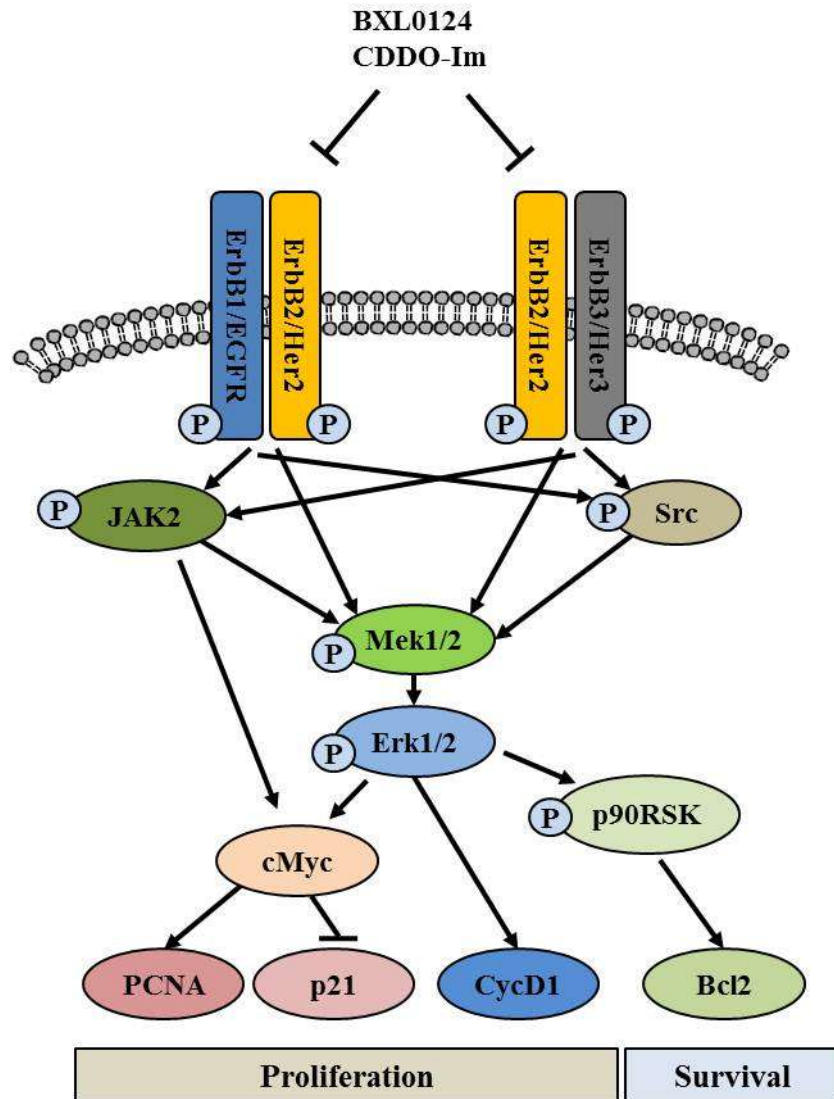 BXL0124
CDDO-Im
ErbB1/EGFR
ErbB2/Her2
ErbB2/Her2
ErbB3/Her3
P
P
P
P
P
JAK2
P
Src
Mek1/2
P
Erk1/2
P
p90RSK
P
cMyc
PCNA
p21
CycD1
Bcl2
Proliferation
Survival